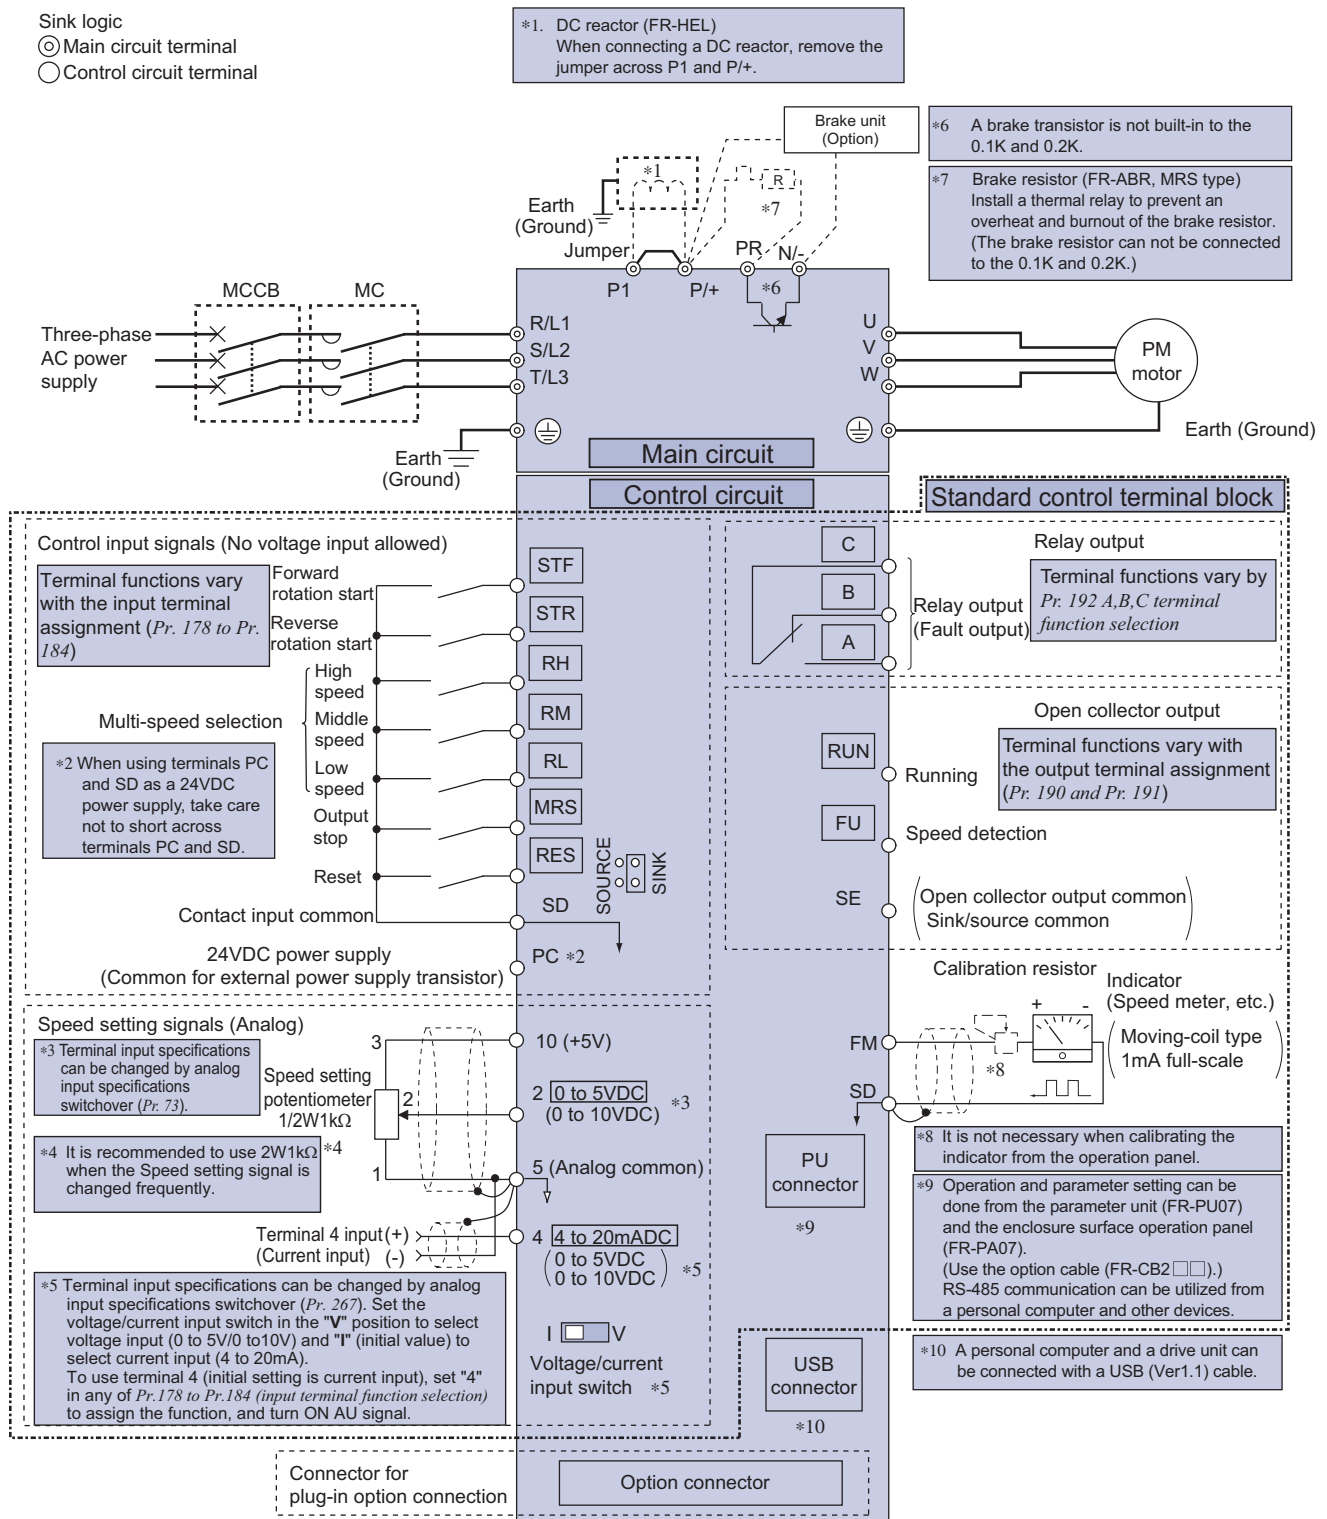 Sink logic
Main circuit terminal
Control circuit terminal
*1. DC reactor (FR-HEL)
When connecting a DC reactor, remove the
jumper across P1 and P/+.
Brake unit
(Option)
*6 A brake transistor is not built-in to the
0.1K and 0.2K.
*7 Brake resistor (FR-ABR, MRS type)
Install a thermal relay to prevent an
overheat and burnout of the brake resistor.
(The brake resistor can not be connected
to the 0.1K and 0.2K.)
*1
R
*7
Earth
(Ground)
Jumper
PR
N/-
P1
P/+
*6
MCCB
MC
Three-phase
AC power
supply
R/L1
S/L2
T/L3
U
V
W
PM
motor
Earth
(Ground)
Earth (Ground)
Main circuit
Control circuit
Standard control terminal block
Control input signals (No voltage input allowed)
Terminal functions vary
with the input terminal
assignment (Pr. 178 to Pr.
184)
Forward
rotation start
Reverse
rotation start
High
speed
Middle
speed
Low
speed
Multi-speed selection
*2 When using terminals PC
and SD as a 24VDC
power supply, take care
not to short across
terminals PC and SD.
Output
stop
Reset
Contact input common
24VDC power supply
(Common for external power supply transistor)
STF
STR
RH
RM
RL
MRS
RES
SD
PC *2
SOURCE
SINK
C
B
A
Relay output
Relay output
(Fault output)
Terminal functions vary by
Pr. 192 A,B,C terminal
function selection
Open collector output
RUN
Running
Terminal functions vary with
the output terminal assignment
(Pr. 190 and Pr. 191)
FU
Speed detection
SE
Open collector output common
Sink/source common
Speed setting signals (Analog)
*3 Terminal input specifications
can be changed by analog
input specifications
switchover (Pr. 73).
Speed setting
potentiometer
1/2W1kΩ
*4 It is recommended to use 2W1kΩ
when the Speed setting signal is
changed frequently.
*4
3
2
1
10 (+5V)
2 0 to 5VDC
(0 to 10VDC)
*3
5 (Analog common)
Terminal 4 input (+)
(Current input) (-)
4 4 to 20mADC
0 to 5VDC
0 to 10VDC
*5
*5 Terminal input specifications can be changed by analog
input specifications switchover (Pr. 267). Set the
voltage/current input switch in the "V" position to select
voltage input (0 to 5V/0 to10V) and "I" (initial value) to
select current input (4 to 20mA).
To use terminal 4 (initial setting is current input), set "4"
in any of Pr.178 to Pr.184 (input terminal function selection)
to assign the function, and turn ON AU signal.
I V
Voltage/current
input switch *5
Calibration resistor
Indicator
(Speed meter, etc.)
+ -
Moving-coil type
1mA full-scale
*8
FM
SD
*8 It is not necessary when calibrating the
indicator from the operation panel.
PU
connector
*9
*9 Operation and parameter setting can be
done from the parameter unit (FR-PU07)
and the enclosure surface operation panel
(FR-PA07).
(Use the option cable (FR-CB2□□).)
RS-485 communication can be utilized from
a personal computer and other devices.
USB
connector
*10
*10 A personal computer and a drive unit can
be connected with a USB (Ver1.1) cable.
Connector for
plug-in option connection
Option connector